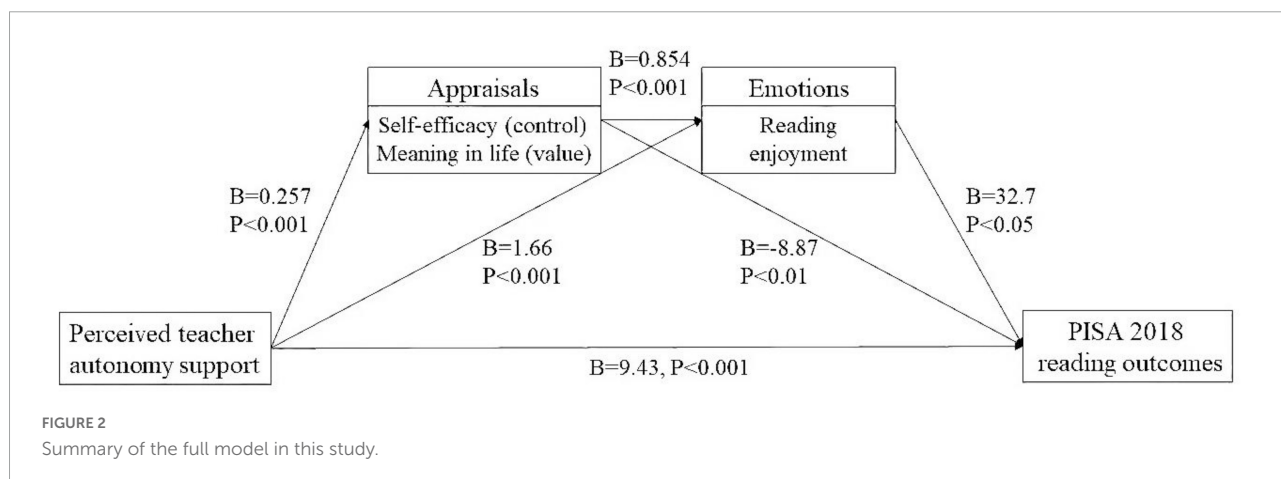 B=0.854
P<0.001
Appraisals
Self-efficacy (control)
Meaning in life (value)
Emotions
Reading
enjoyment
B=0.257
P<0.001
B=1.66
P<0.001
B=-8.87
P<0.01
B=32.7
P<0.05
Perceived teacher
autonomy support
B=9.43, P<0.001
PISA 2018
reading outcomes
FIGURE 2
Summary of the full model in this study.